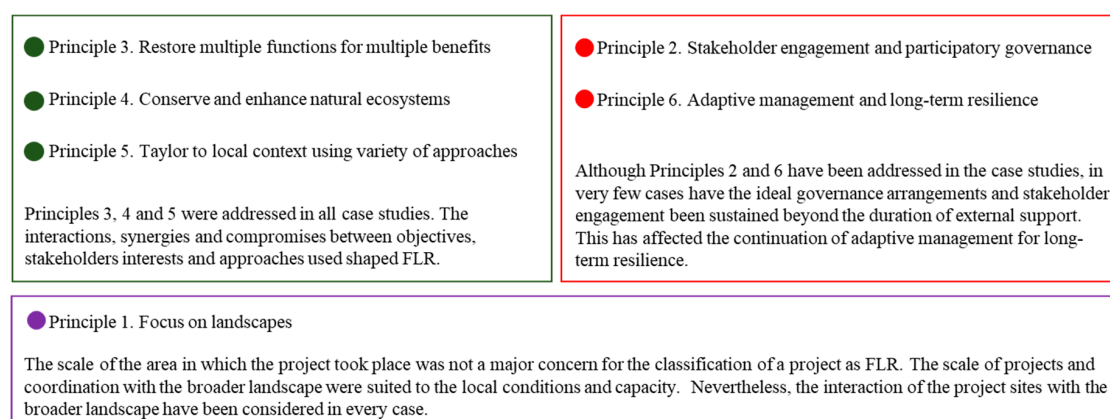 Principle 3. Restore multiple functions for multiple benefits
Principle 4. Conserve and enhance natural ecosystems
Principle 5. Taylor to local context using variety of approaches
Principles 3, 4 and 5 were addressed in all case studies. The
interactions, synergies and compromises between objectives,
stakeholders interests and approaches used shaped FLR.
Principle 2. Stakeholder engagement and participatory governance
Principle 6. Adaptive management and long-term resilience
Although Principles 2 and 6 have been addressed in the case studies, in
very few cases have the ideal governance arrangements and stakeholder
engagement been sustained beyond the duration of external support.
This has affected the continuation of adaptive management for long-
term resilience.
Principle 1. Focus on landscapes
The scale of the area in which the project took place was not a major concern for the classification of a project as FLR. The scale of projects and
coordination with the broader landscape were suited to the local conditions and capacity. Nevertheless, the interaction of the project sites with the
broader landscape have been considered in every case.